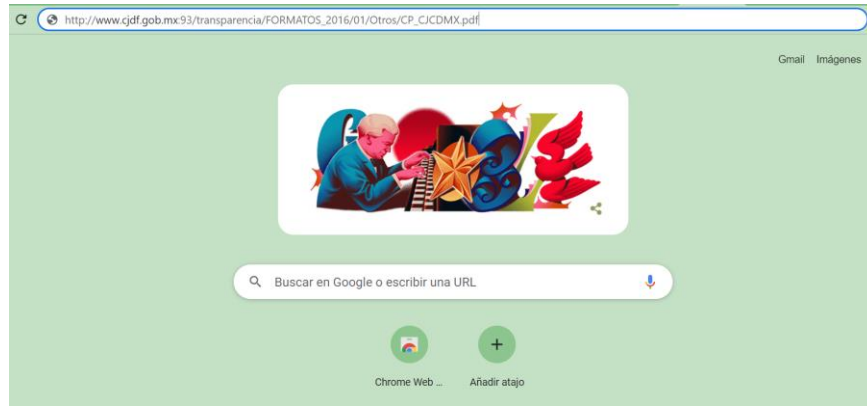 http://www.cjdf.gob.mx:93/transparencia/FORMATOS_2016/01/Otros/CP_CJCDMX.pdf
Gmail Imágenes
Buscar en Google o escribir una URL
Chrome Web ... Añadir atajo